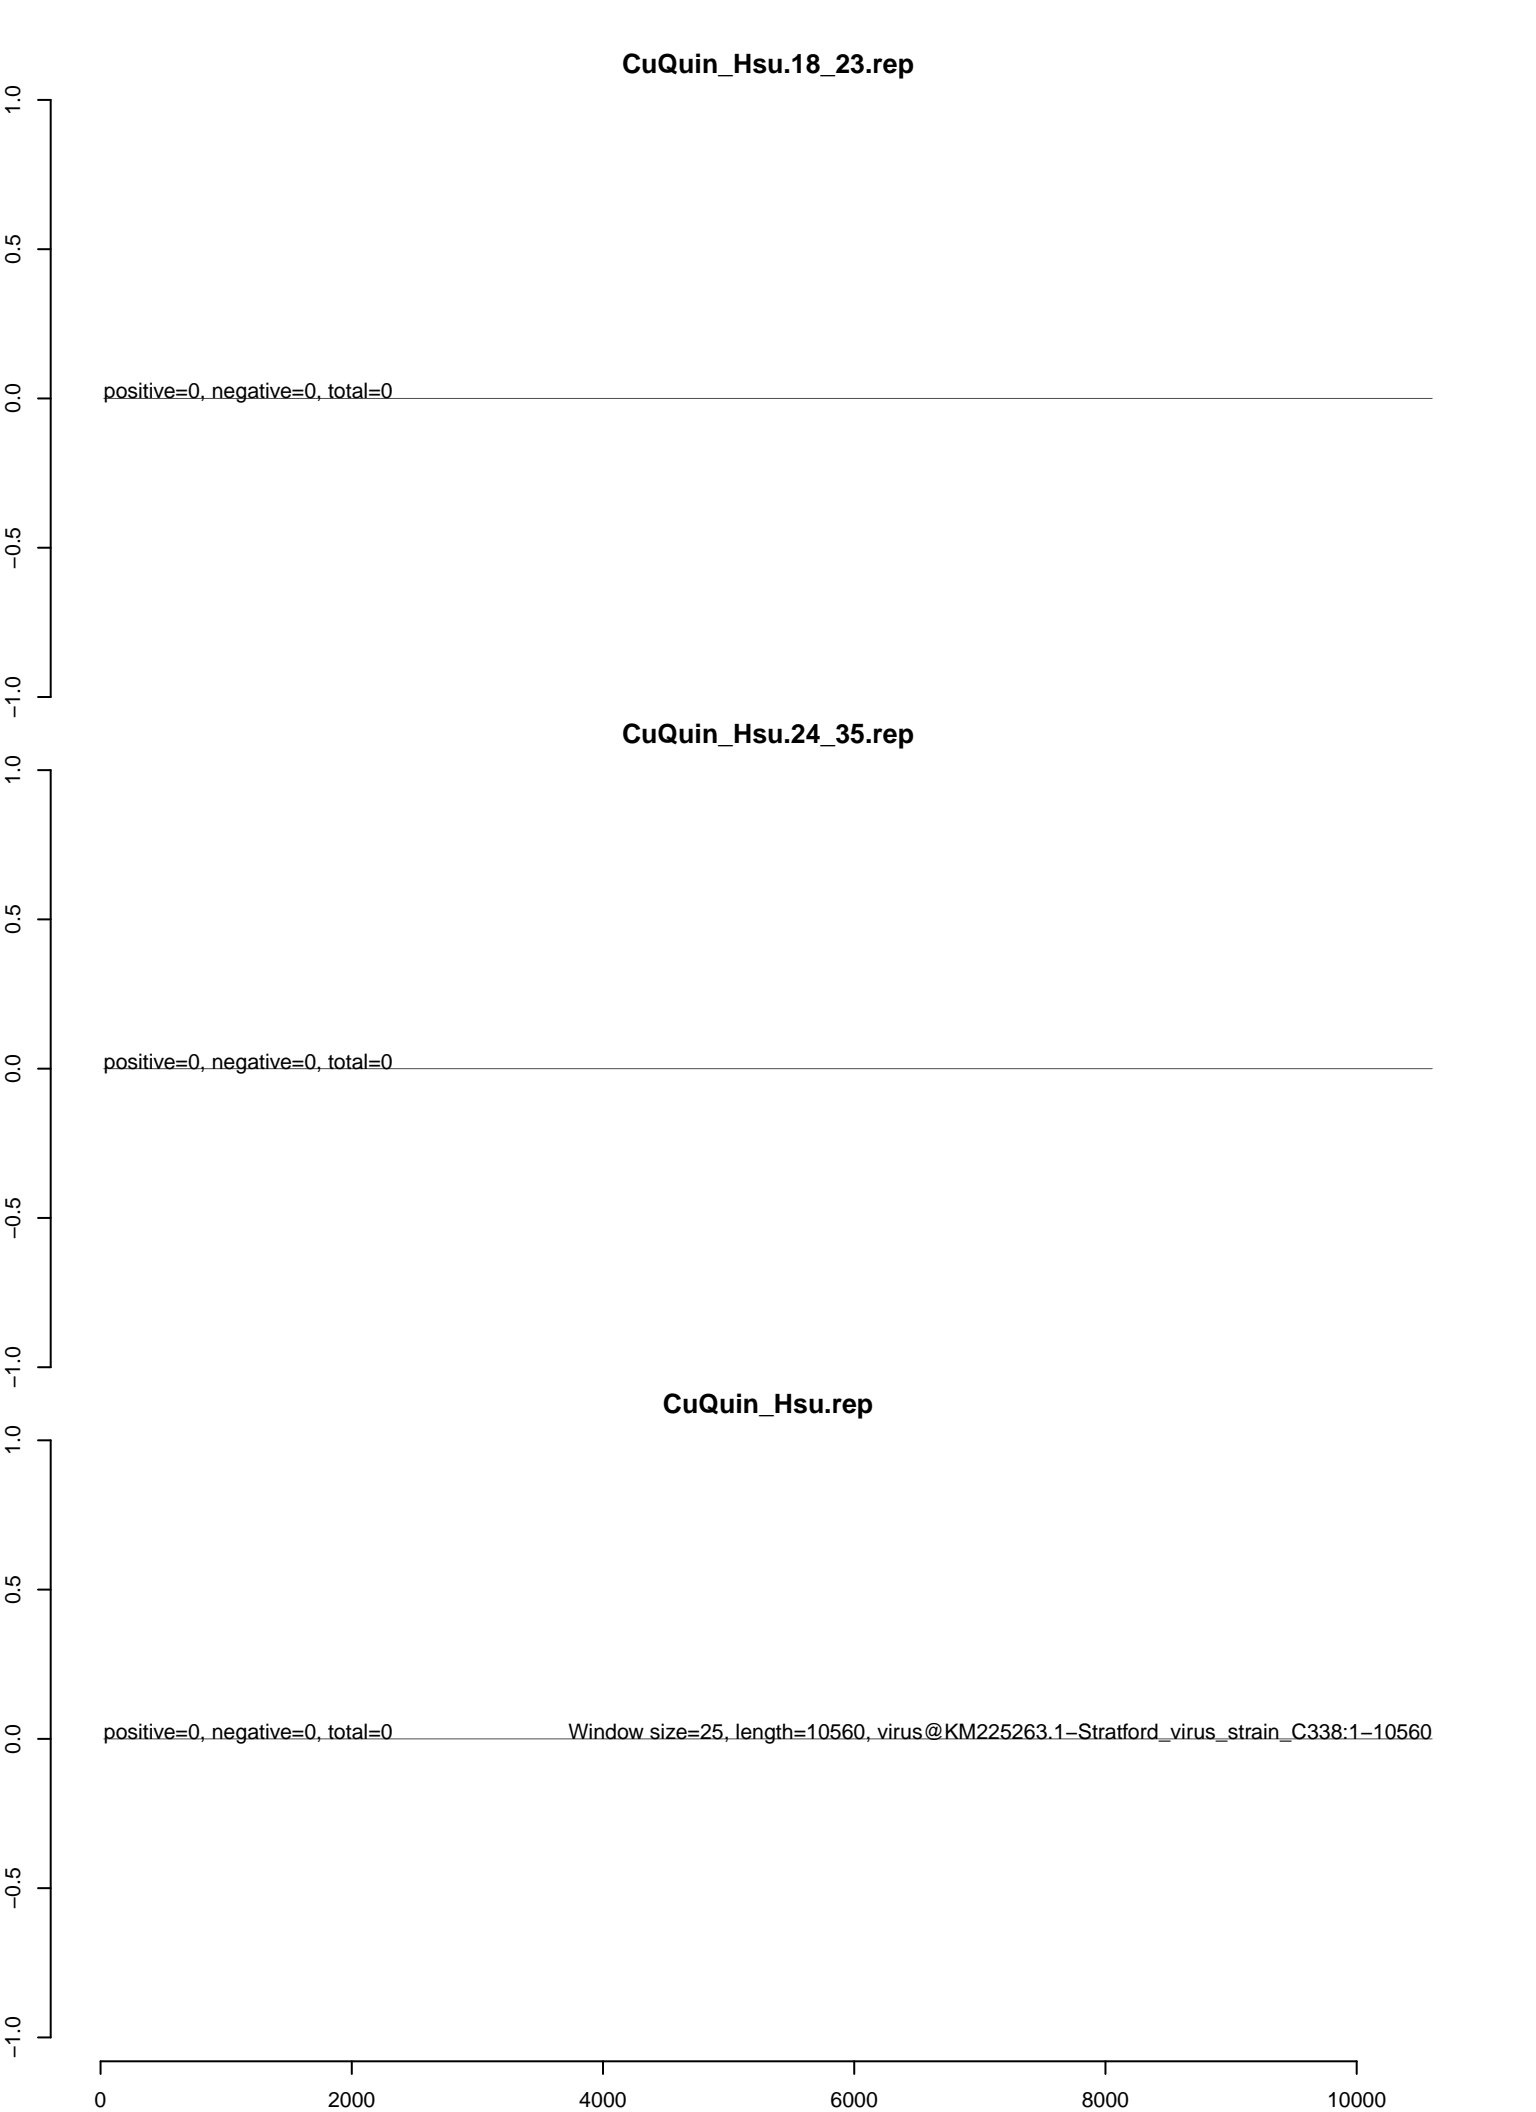 CuQuin_Hsu.18_23.rep
1.0
0.5
0.0
−0.5
−1.0
positive=0, negative=0, total=0
CuQuin_Hsu.24_35.rep
1.0
0.5
0.0
−0.5
−1.0
positive=0, negative=0, total=0
CuQuin_Hsu.rep
1.0
0.5
0.0
−0.5
−1.0
positive=0, negative=0, total=0
Window size=25, length=10560, virus@KM225263.1−Stratford_virus_strain_C338:1−10560
0 2000 4000 6000 8000 10000